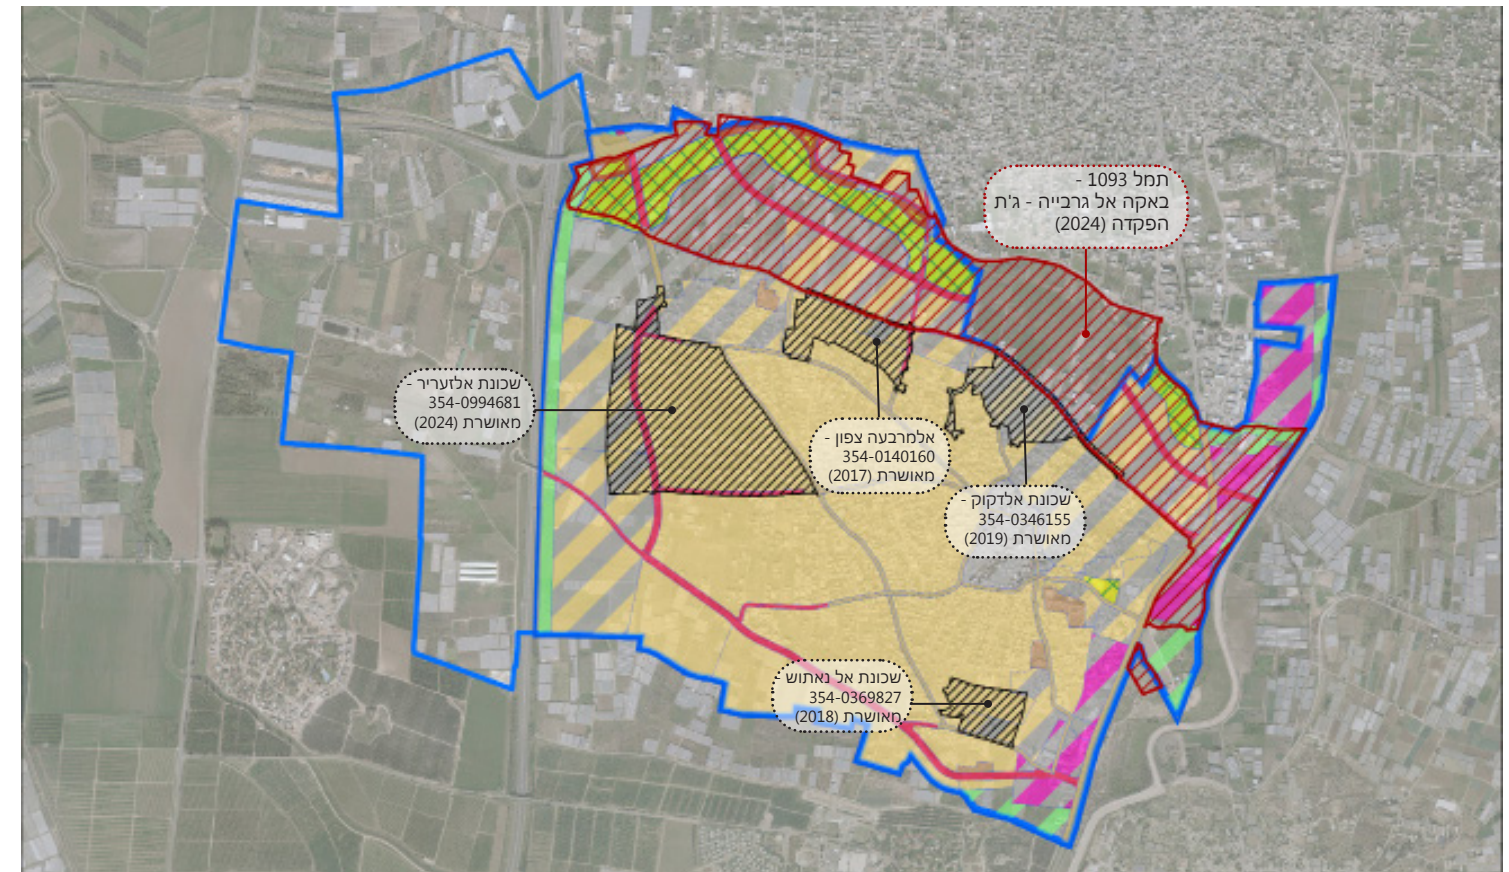 תמל 1093 -
באקה אל גרבייה - ג'ת
הפקדה (2024)
שכונת אלזעריר -
354-0994681
מאושרת (2024)
אלמרבעה צפון -
354-0140160
מאושרת (2017)
שכונת אלדקוק -
354-0346155
מאושרת (2019)
שכונת אל נאתוש -
354-0369827
מאושרת (2018)